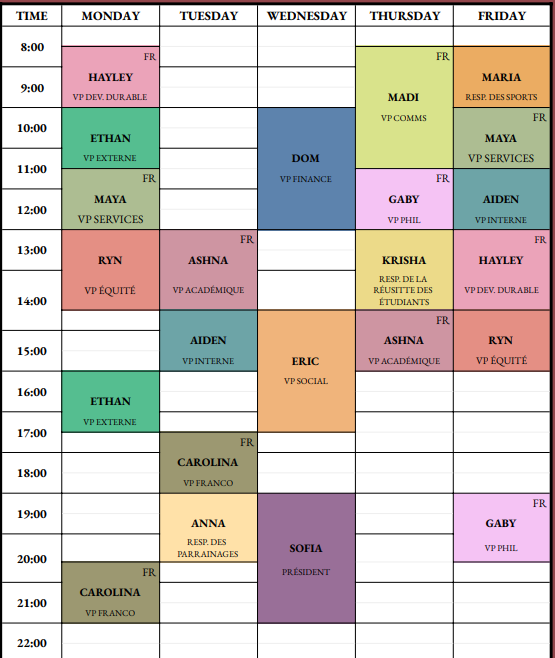 TIME MONDAY TUESDAY WEDNESDAY THURSDAY FRIDAY
8:00
FR FR
HAYLEY MARIA
9:00
VP DEV. DURABLE MADI RESP. DES SPORTS
VP COMMS FR
10:00
ETHAN MAYA
VP EXTERNE DOM VP SERVICES
11:00
FR VP FINANCE FR
MAYA GABY AIDEN
12:00
VP SERVICES VP PHIL VP INTERNE
FR FR
13:00
RYN ASHNA KRISHA HAYLEY
RESP. DE LA
VP ÉQUITÉ VP ACADÉMIQUE RÉUSITTE DES VP DEV. DURABLE
14:00
ÉTUDIANTS
FR
AIDEN ASHNA RYN
15:00
VP INTERNE ERIC VP ACADÉMIQUE VP ÉQUITÉ
VP SOCIAL
16:00
ETHAN
VP EXTERNE
17:00
FR
CAROLINA
18:00
VP FRANCO
FR
19:00
ANNA GABY
RESP. DES SOFIA VP PHIL
PARRAINAGES
20:00
FR PRÉSIDENT
CAROLINA
21:00
VP FRANCO
22:00